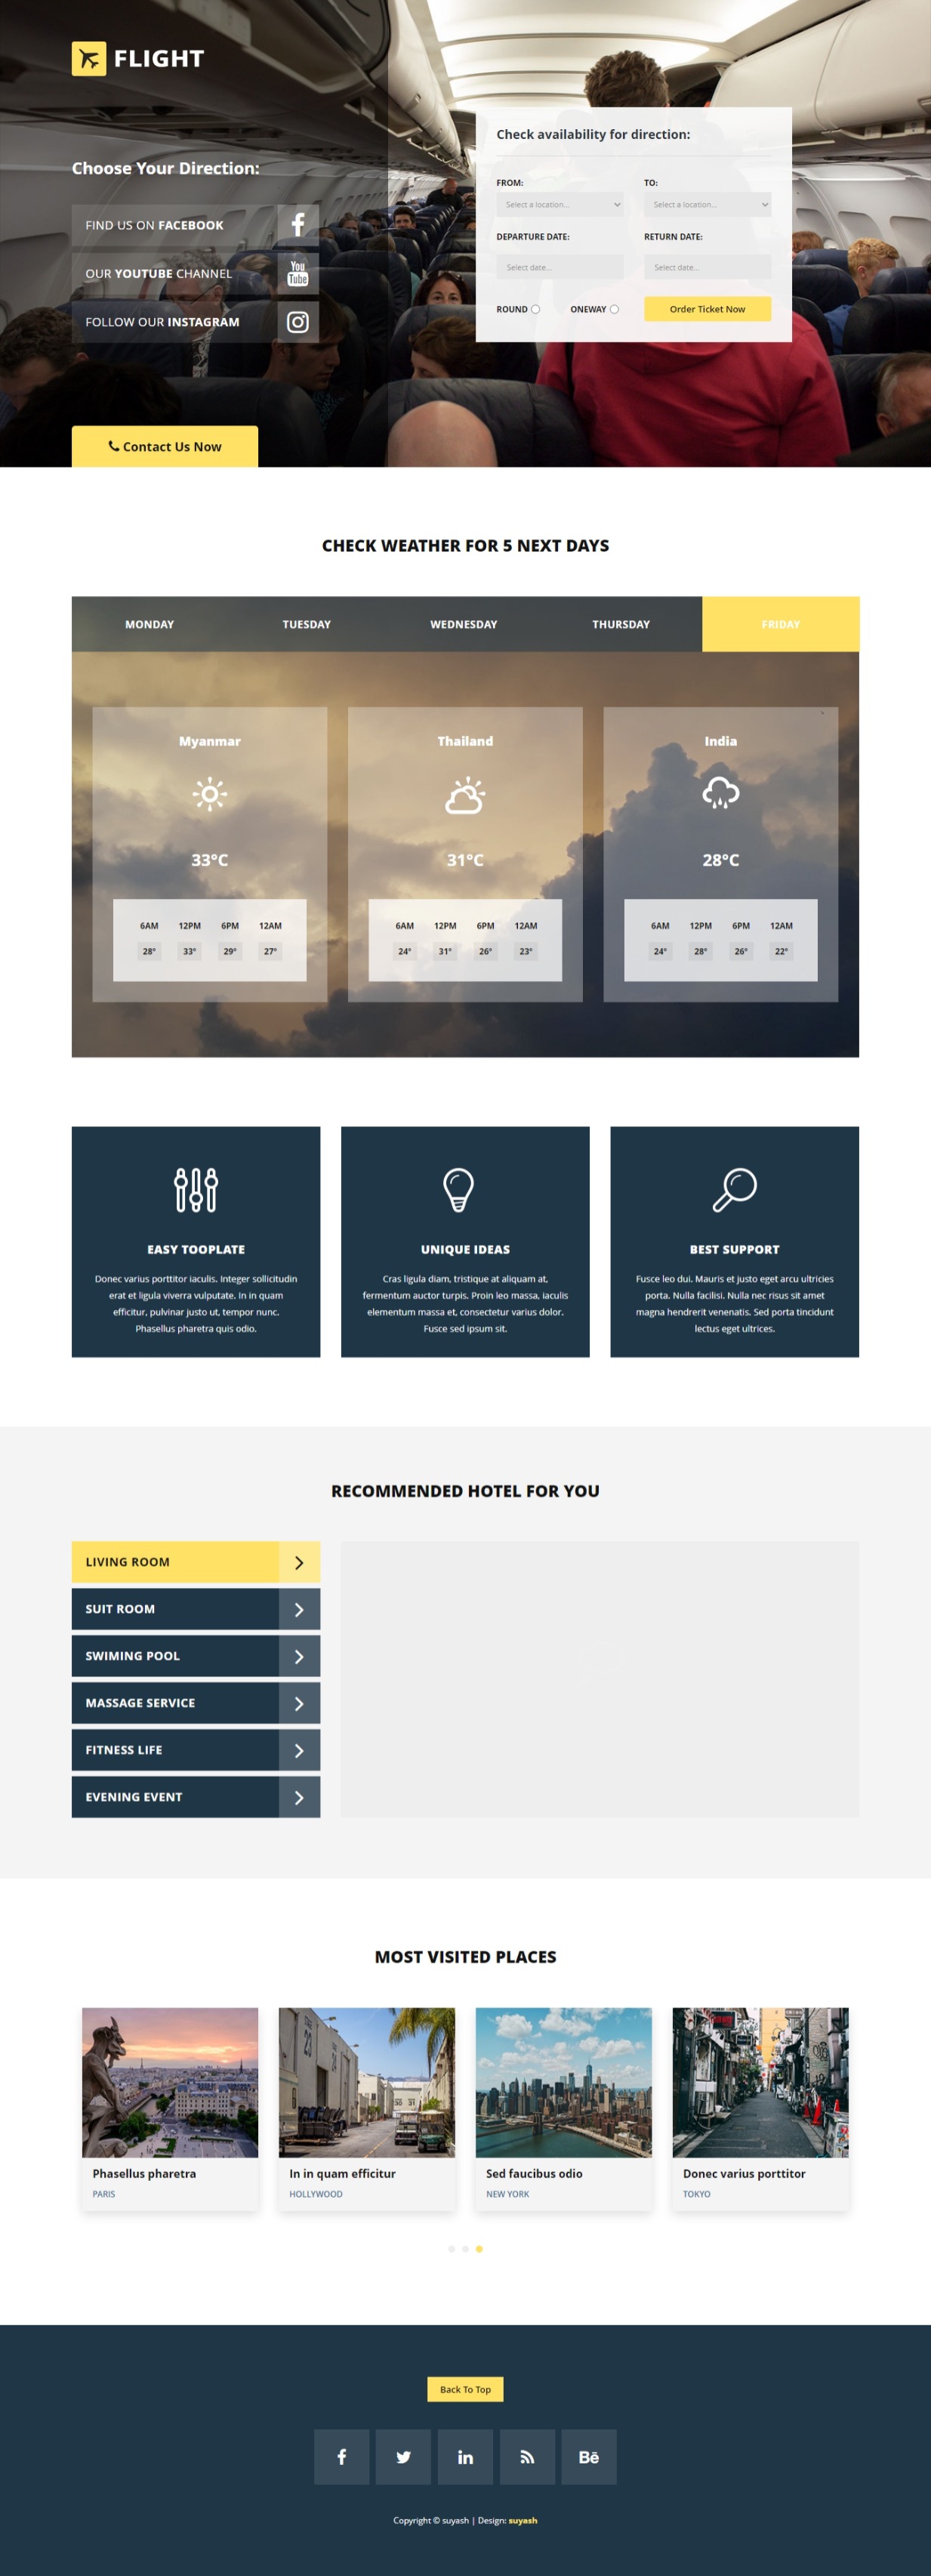 FLIGHT
Choose Your Direction:
FIND US ON FACEBOOK
OUR YOUTUBE CHANNEL
You
Tube
FOLLOW OUR INSTAGRAM
Contact Us Now
Check availability for direction:
FROM:
TO:
Select a location...
Select a location...
DEPARTURE DATE:
RETURN DATE:
Select date...
Select date...
ROUND
ONEWAY
Order Ticket Now
CHECK WEATHER FOR 5 NEXT DAYS
MONDAY
TUESDAY
WEDNESDAY
THURSDAY
FRIDAY
Myanmar
33°C
6AM 12PM 6PM 12AM
28° 33° 29° 27°
Thailand
31°C
6AM 12PM 6PM 12AM
24° 31° 26° 23°
India
28°C
6AM 12PM 6PM 12AM
24° 28° 26° 22°
EASY TOOPLATE
Donec varius porttitor iaculis. Integer sollicitudin
erat et ligula viverra vulputate. In in quam
efficitur, pulvinar justo ut, tempor nunc.
Phasellus pharetra quis odio.
UNIQUE IDEAS
Cras ligula diam, tristique at aliquam at,
fermentum auctor turpis. Proin leo massa, iaculis
elementum massa et, consectetur varius dolor.
Fusce sed ipsum sit.
BEST SUPPORT
Fusce leo dui. Mauris et justo eget arcu ultricies
porta. Nulla facilisi. Nulla nec risus sit amet
magna hendrerit venenatis. Sed porta tincidunt
lectus eget ultrices.
RECOMMENDED HOTEL FOR YOU
LIVING ROOM
SUIT ROOM
SWIMING POOL
MASSAGE SERVICE
FITNESS LIFE
EVENING EVENT
MOST VISITED PLACES
Phasellus pharetra
PARIS
In in quam efficitur
HOLLYWOOD
Sed faucibus odio
NEW YORK
Donec varius porttitor
TOKYO
Back To Top
in
Bē
Copyright © suyash | Design: suyash